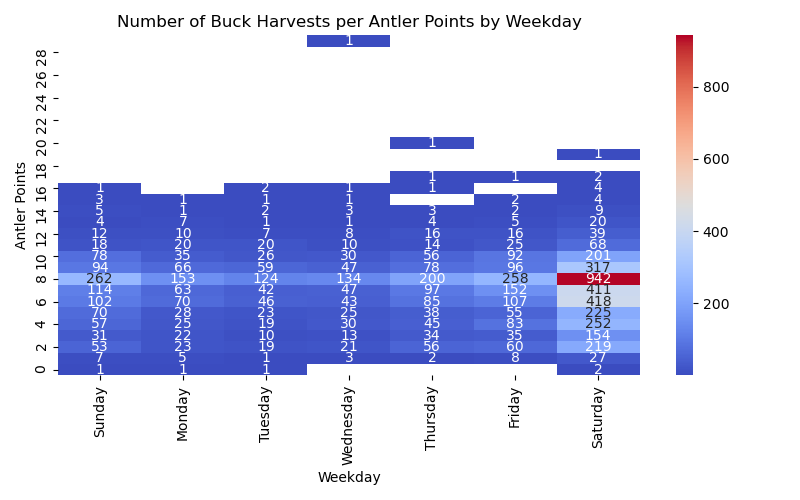 Number of Buck Harvests per Antler Points by Weekday
1
1
1
1 1 2
1 2 1 1 4
3 1 1 1 2 4
5 1 2 3 3 2 9
4 7 1 1 4 5 20
12 10 7 8 16 16 39
18 20 20 10 14 25 68
78 35 26 30 56 92 201
94 66 59 47 78 96 317
262 153 124 134 200 258 942
114 63 42 47 97 152 411
102 70 46 43 85 107 418
70 28 23 25 38 55 225
57 25 19 30 45 83 252
31 22 10 13 34 35 154
53 23 19 21 56 60 219
7 5 1 3 2 8 27
1 1 1 2
28
26
24
22
20
18
16
14
12
10
8
6
4
2
0
Antler Points
Sunday
Monday
Tuesday
Wednesday
Thursday
Friday
Saturday
Weekday
800
600
400
200